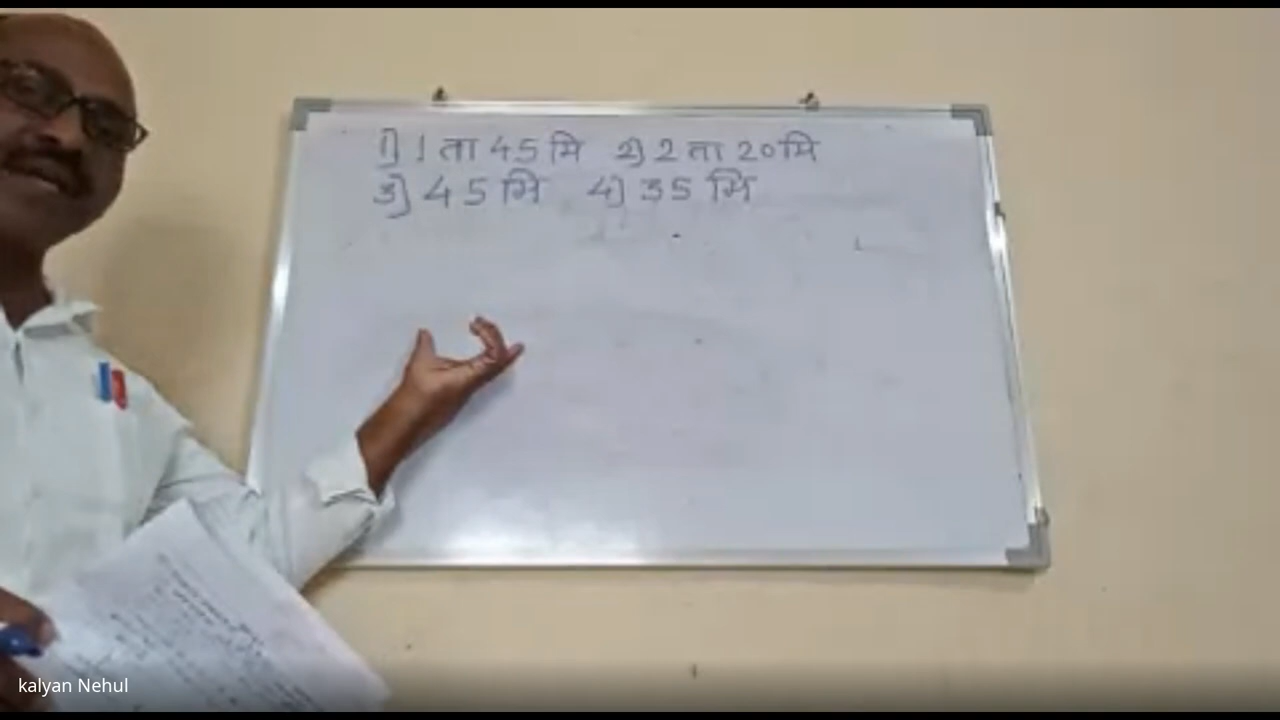 1) 1 ता 45 मि 2) 2 ता 20 मि
3) 45 मि 4) 35 मि
kalyan Nehul